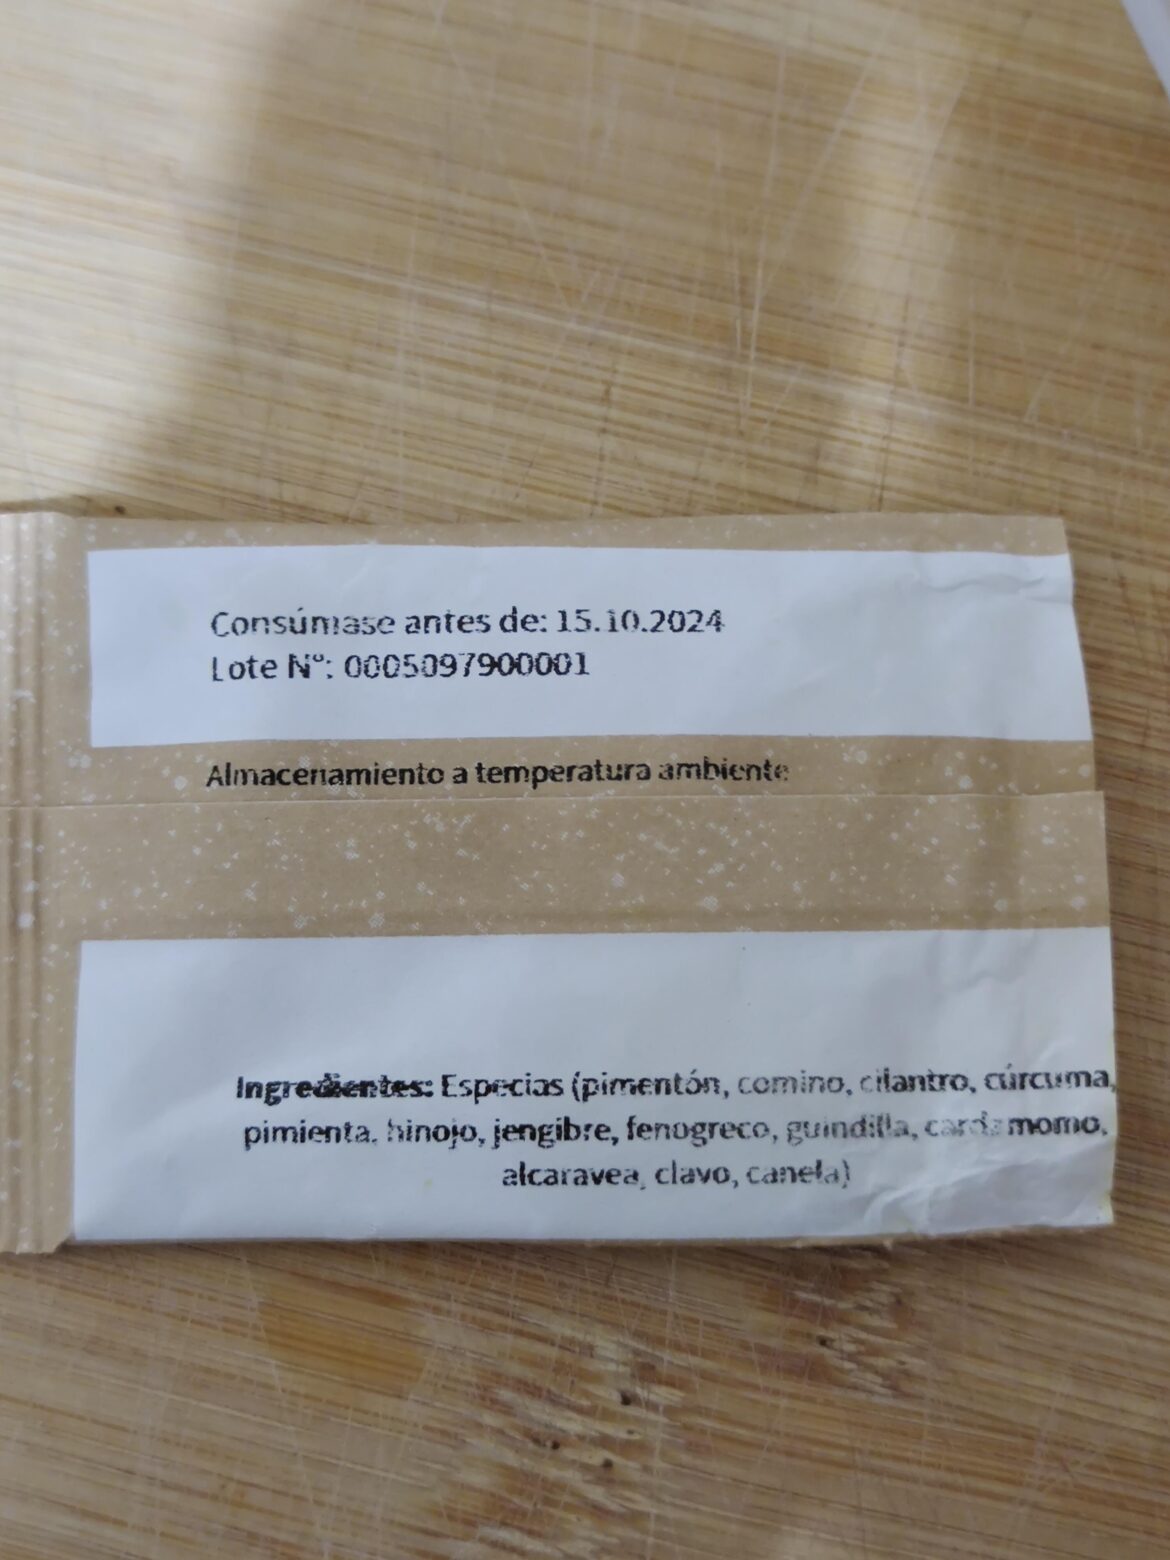 Consúmase antes de: 15.10.2024
Lote Nº: 0005097900001
Almacenamiento a temperatura ambiente
Ingredientes: Especias (pimentón, comino, cilantro, cúrcuma,
pimienta, hinojo, jengibre, fenogreco, guindilla, cardamomo,
alcaravea, clavo, canela)